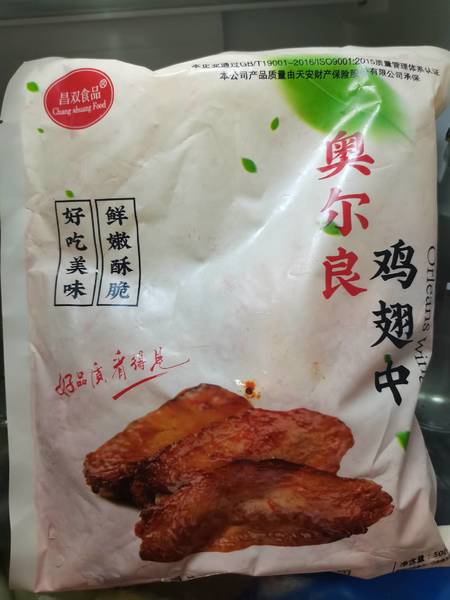 本企业通过GB/T19001-2016/ISO9001:2015质量管理体系认证
本公司产品质量由天安财产保险股份有限公司承保
昌双食品®
Chang shuang Food
奥尔良
鸡翅中
Orleans
鲜嫩酥脆
好吃美味
好品质看得见
净含量: